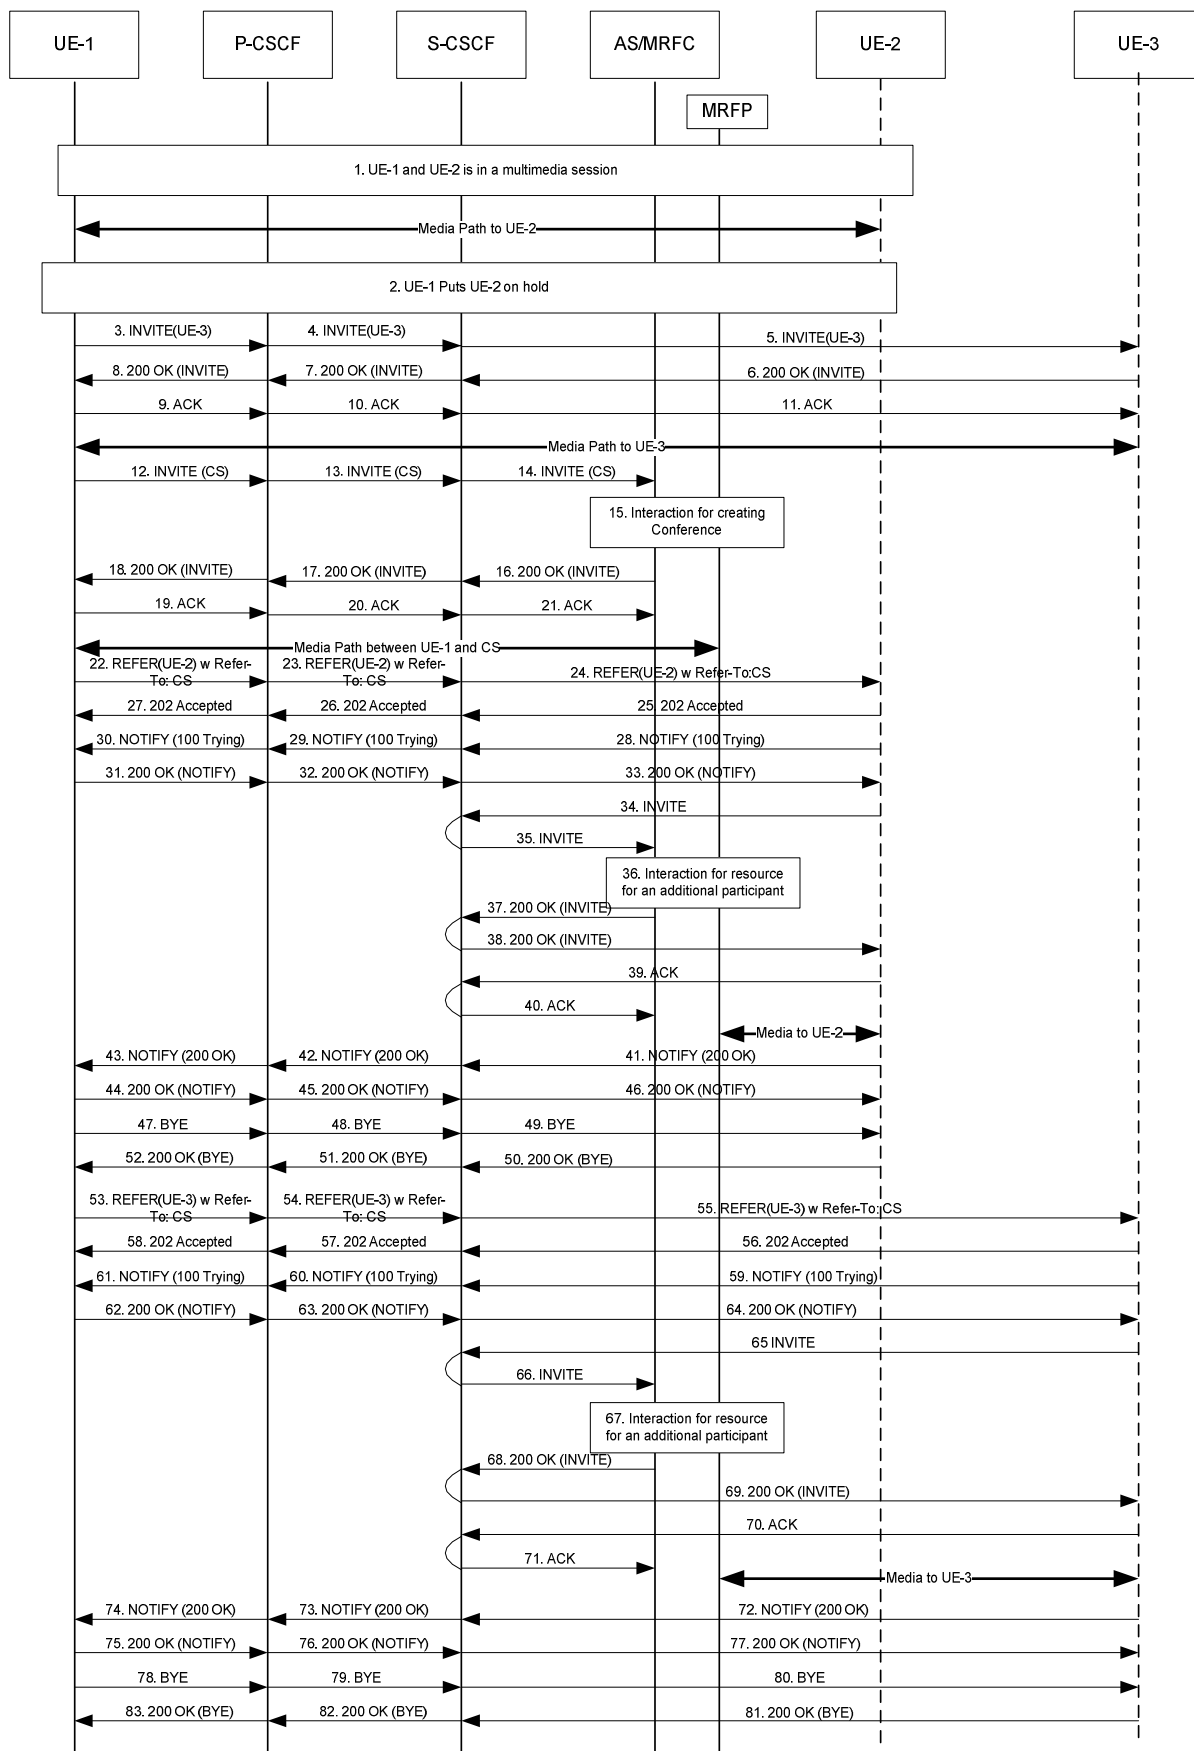 UE-1
P-CSCF
S-CSCF
AS/MRFC
UE-2
UE-3
MRFP
1. UE-1 and UE-2 is in a multimedia session
Media Path to UE-2
2. UE-1 Puts UE-2 on hold
3. INVITE(UE-3)
4. INVITE(UE-3)
5. INVITE(UE-3)
8. 200 OK (INVITE)
7. 200 OK (INVITE)
6. 200 OK (INVITE)
9. ACK
10. ACK
11. ACK
Media Path to UE-3
12. INVITE (CS)
13. INVITE (CS)
14. INVITE (CS)
15. Interaction for creating
Conference
18. 200 OK (INVITE)
17. 200 OK (INVITE)
16. 200 OK (INVITE)
19. ACK
20. ACK
21. ACK
Media Path between UE-1 and CS
22. REFER(UE-2) w Refer-
To: CS
23. REFER(UE-2) w Refer-
To: CS
24. REFER(UE-2) w Refer-To:CS
27. 202 Accepted
26. 202 Accepted
25. 202 Accepted
30. NOTIFY (100 Trying)
29. NOTIFY (100 Trying)
28. NOTIFY (100 Trying)
31. 200 OK (NOTIFY)
32. 200 OK (NOTIFY)
33. 200 OK (NOTIFY)
34. INVITE
35. INVITE
36. Interaction for resource
for an additional participant
37. 200 OK (INVITE)
38. 200 OK (INVITE)
39. ACK
40. ACK
Media to UE-2
43. NOTIFY (200 OK)
42. NOTIFY (200 OK)
41. NOTIFY (200 OK)
44. 200 OK (NOTIFY)
45. 200 OK (NOTIFY)
46. 200 OK (NOTIFY)
47. BYE
48. BYE
49. BYE
52. 200 OK (BYE)
51. 200 OK (BYE)
50. 200 OK (BYE)
53. REFER(UE-3) w Refer-
To: CS
54. REFER(UE-3) w Refer-
To: CS
55. REFER(UE-3) w Refer-To: CS
58. 202 Accepted
57. 202 Accepted
56. 202 Accepted
61. NOTIFY (100 Trying)
60. NOTIFY (100 Trying)
59. NOTIFY (100 Trying)
62. 200 OK (NOTIFY)
63. 200 OK (NOTIFY)
64. 200 OK (NOTIFY)
65 INVITE
66. INVITE
67. Interaction for resource
for an additional participant
68. 200 OK (INVITE)
69. 200 OK (INVITE)
70. ACK
71. ACK
Media to UE-3
74. NOTIFY (200 OK)
73. NOTIFY (200 OK)
72. NOTIFY (200 OK)
75. 200 OK (NOTIFY)
76. 200 OK (NOTIFY)
77. 200 OK (NOTIFY)
78. BYE
79. BYE
80. BYE
83. 200 OK (BYE)
82. 200 OK (BYE)
81. 200 OK (BYE)